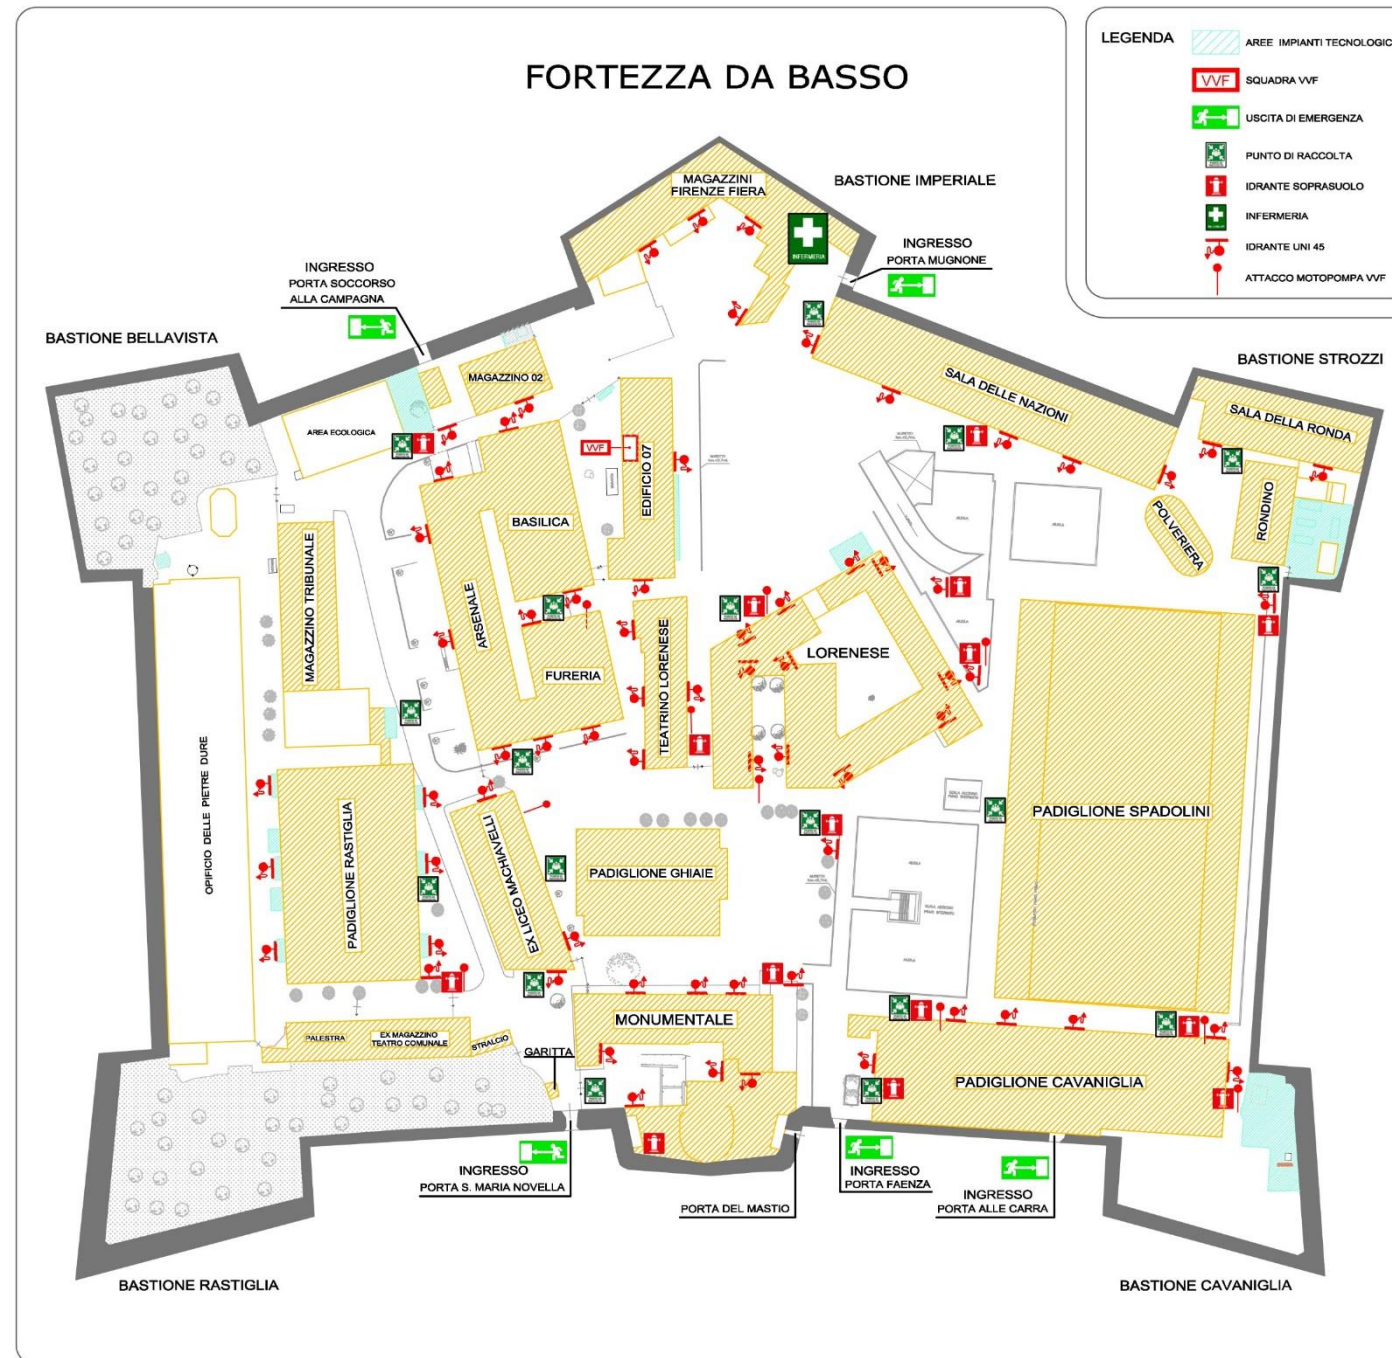 FORTEZZA DA BASSO
LEGENDA
AREE IMPIANTI TECNOLOGIC
VVF
SQUADRA VVF
USCITA DI EMERGENZA
PUNTO DI RACCOLTA
IDRANTE SOPRASUOLO
INFERMERIA
IDRANTE UNI 45
ATTACCO MOTOPOMPA VVF
MAGAZZINI
FIRENZE FIERA
BASTIONE IMPERIALE
INFERMERIA
INGRESSO
PORTA MUGNONE
INGRESSO
PORTA SOCCORSO
ALLA CAMPAGNA
BASTIONE BELLAVISTA
BASTIONE STROZZI
MAGAZZINO 02
SALA DELLE NAZIONI
SALA DELLA RONDA
AREA ECOLOGICA
VVF
EDIFICIO 07
BASILICA
POLVERIERA
RONDINO
MAGAZZINO TRIBUNALE
ARSENALE
FURERIA
TEATRINO LORENESE
LORENESE
OPIFICIO DELLE PIETRE DURE
PADIGLIONE RASTIGLIA
EX LICEO MACHIAVELLI
PADIGLIONE GHIAIE
PADIGLIONE SPADOLINI
PALESTRA
EX MAGAZZINO
TEATRO COMUNALE
STRALCIO
GARITTA
MONUMENTALE
PADIGLIONE CAVANIGLIA
INGRESSO
PORTA S. MARIA NOVELLA
PORTA DEL MASTIO
INGRESSO
PORTA FAENZA
INGRESSO
PORTA ALLE CARRA
BASTIONE RASTIGLIA
BASTIONE CAVANIGLIA